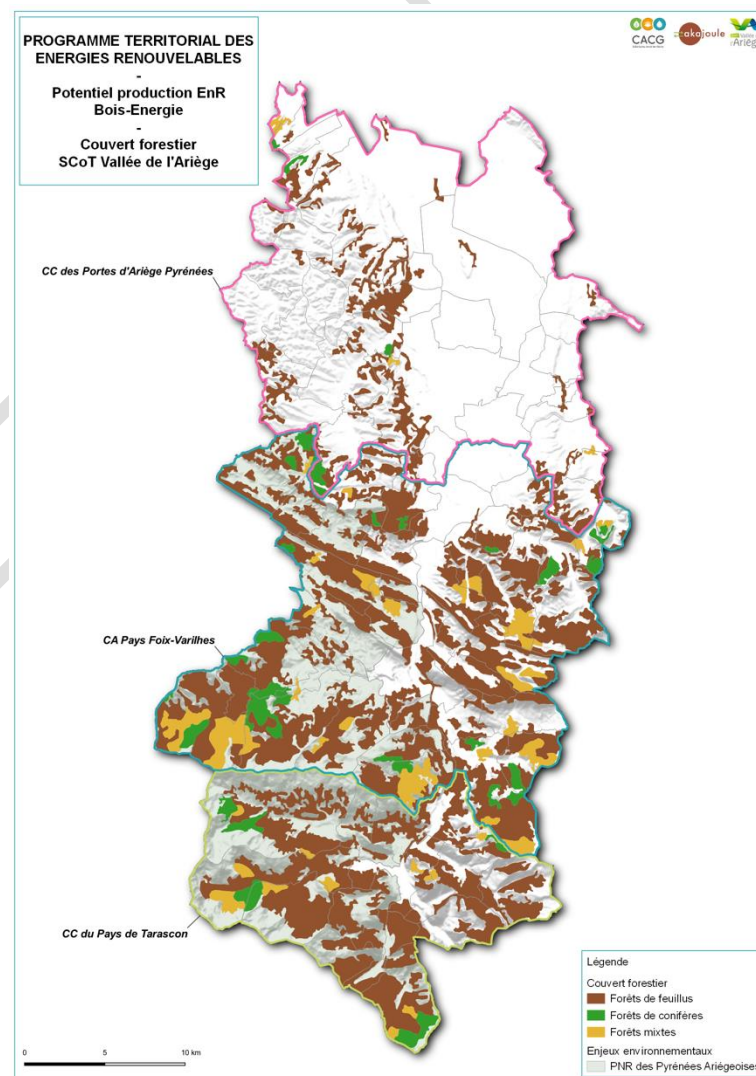 PROGRAMME TERRITORIAL DES
ENERGIES RENOUVELABLES
-
Potentiel production EnR
Bois-Energie
-
Couvert forestier
SCoT Vallée de l'Ariège
CACG
akajoule
Ariège
CC des Portes d'Ariège Pyrénées
CA Pays Foix-Varilhes
CC du Pays de Tarascon
0 5 10 km
Légende
Couvert forestier
Forêts de feuillus
Forêts de conifères
Forêts mixtes
Enjeux environnementaux
PNR des Pyrénées Ariégeoises